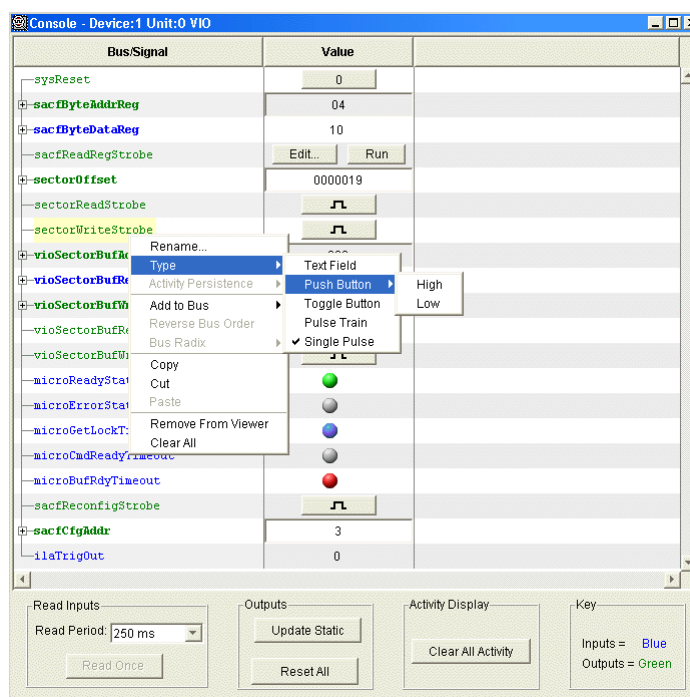 Console - Device:1 Unit:0 VIO
Bus/Signal Value
sysReset 0
sacfByteAddrReg 04
sacfByteDataReg 10
sacfReadRegStrobe Edit... Run
sectorOffset 0000019
sectorReadStrobe
sectorWriteStrobe
Rename...
Type
Activity Persistence
Add to Bus
Reverse Bus Order
Bus Radix
Copy
Cut
Paste
Remove From Viewer
Clear All
Text Field
Push Button
Toggle Button
Pulse Train
Single Pulse
High
Low
microCmdReadyTimeout
microBufRdyTimeout
sacfReconfigStrobe
sacfCfgAddr 3
ilaTrigOut 0
Read Inputs
Read Period: 250 ms
Read Once
Outputs
Update Static
Reset All
Activity Display
Clear All Activity
Key
Inputs = Blue
Outputs = Green